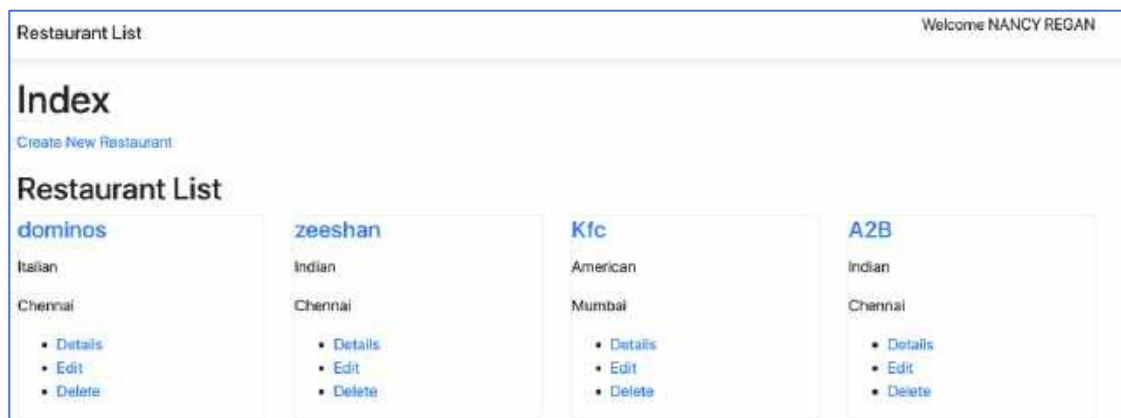 Restaurant List
Welcome NANCY REGAN
Index
Create New Restaurant
Restaurant List
dominos
Italian
Chennai
Details
Edit
Delete
zeeshan
Indian
Chennai
Details
Edit
Delete
Kfc
American
Mumbai
Details
Edit
Delete
A2B
Indian
Chennai
Details
Edit
Delete